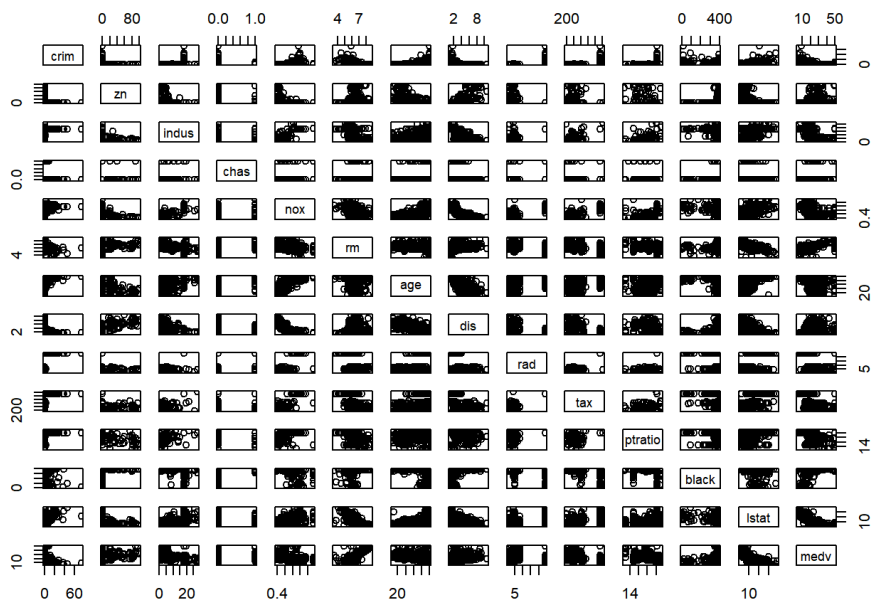 0 80 0.0 1.0 4 7 2 8 200 0 400 10 50
crim 0
0 zn
indus 0
0.0 chas
nox 0.4
4 rm
age 20
2 dis
rad 5
200 tax
ptratio 14
0 black
lstat 10
10 medv
0 60 0 20 0.4 20 5 14 10